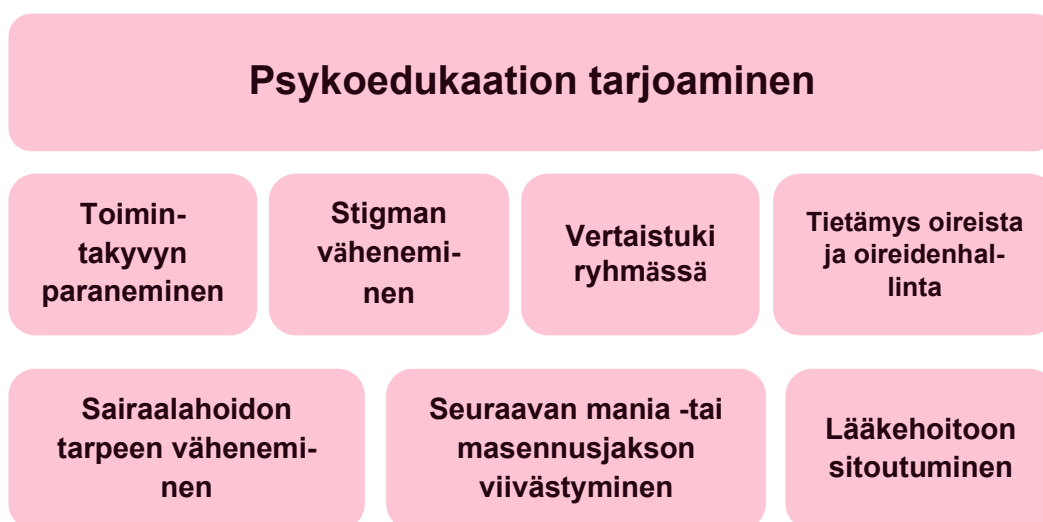 Psykoedukaation tarjoaminen
Toimin-
takyvyn
paraneminen
Stigman
vähenemi-
nen
Vertaistuki
ryhmässä
Tietämys oireista
ja oireidenhal-
linta
Sairaalahoidon
tarpeen vähenemi-
nen
Seuraavan mania -tai
masennusjakson
viivästyminen
Lääkehoitoon
sitoutuminen